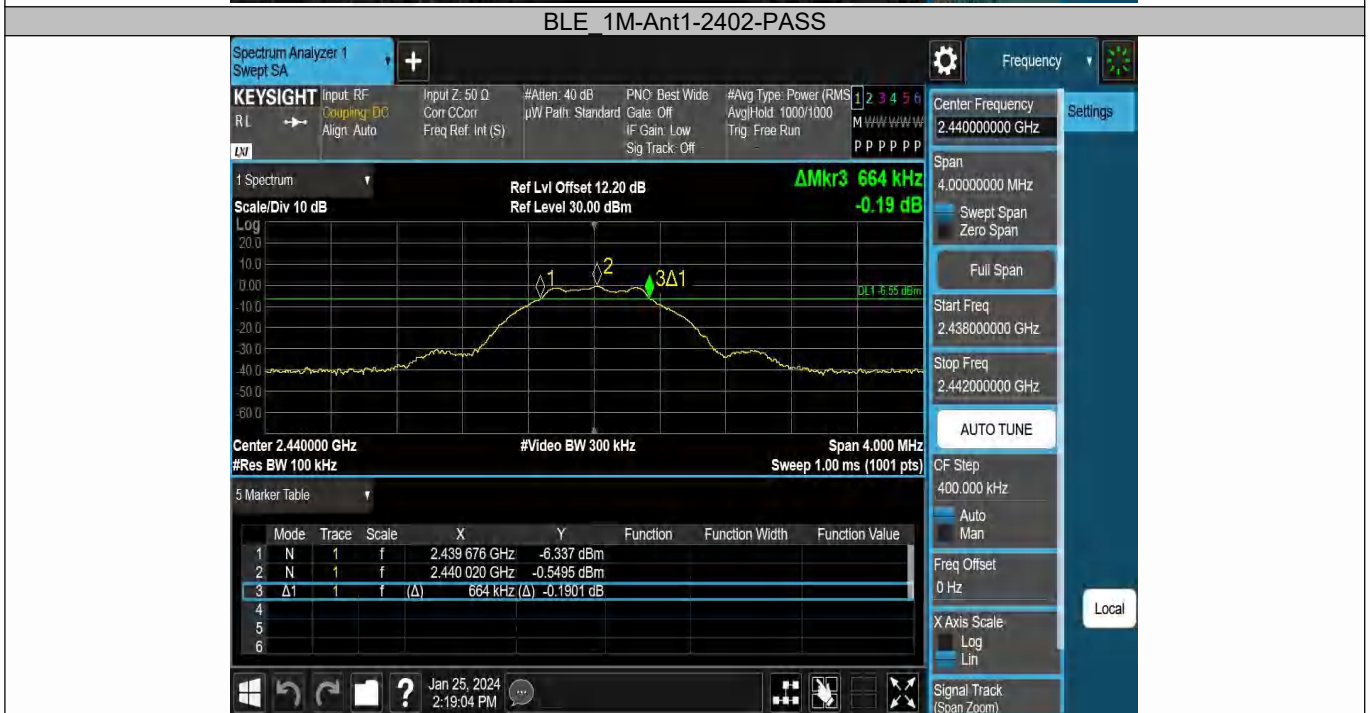 BLE_1M-Ant1-2402-PASS
Spectrum Analyzer 1
Swept SA
+
Frequency
KEYSIGHT Input: RF Input Z: 50 Ω #Atten: 40 dB PNO: Best Wide #Avg Type: Power (RMS 1 2 3 4 5 6
RL Coupling: DC Corr CCorr µW Path: Standard Gate: Off Avg|Hold: 1000/1000 M W W W W W
Align: Auto Freq Ref: Int (S) IF Gain: Low Trig: Free Run
LXI Sig Track: Off P P P P P P
Center Frequency
2.440000000 GHz
Settings
1 Spectrum
Ref Lvl Offset 12.20 dB
ΔMkr3 664 kHz
Scale/Div 10 dB
Ref Level 30.00 dBm
-0.19 dB
Log
20.0
10.0
0.00
-10.0
-20.0
-30.0
-40.0
-50.0
-60.0
1
2
3Δ1
DL1 -6.55 dBm
Center 2.440000 GHz #Video BW 300 kHz Span 4.000 MHz
#Res BW 100 kHz Sweep 1.00 ms (1001 pts)
Span
4.00000000 MHz
Swept Span
Zero Span
Full Span
Start Freq
2.438000000 GHz
Stop Freq
2.442000000 GHz
AUTO TUNE
CF Step
400.000 kHz
Auto
Man
Freq Offset
0 Hz
X Axis Scale
Log
Lin
Signal Track
(Span Zoom)
Local
5 Marker Table
Mode Trace Scale X Y Function Function Width Function Value
1 N 1 f 2.439 676 GHz -6.337 dBm
2 N 1 f 2.440 020 GHz -0.5495 dBm
3 Δ1 1 f (Δ) 664 kHz (Δ) -0.1901 dB
4
5
6
? Jan 25, 2024
2:19:04 PM